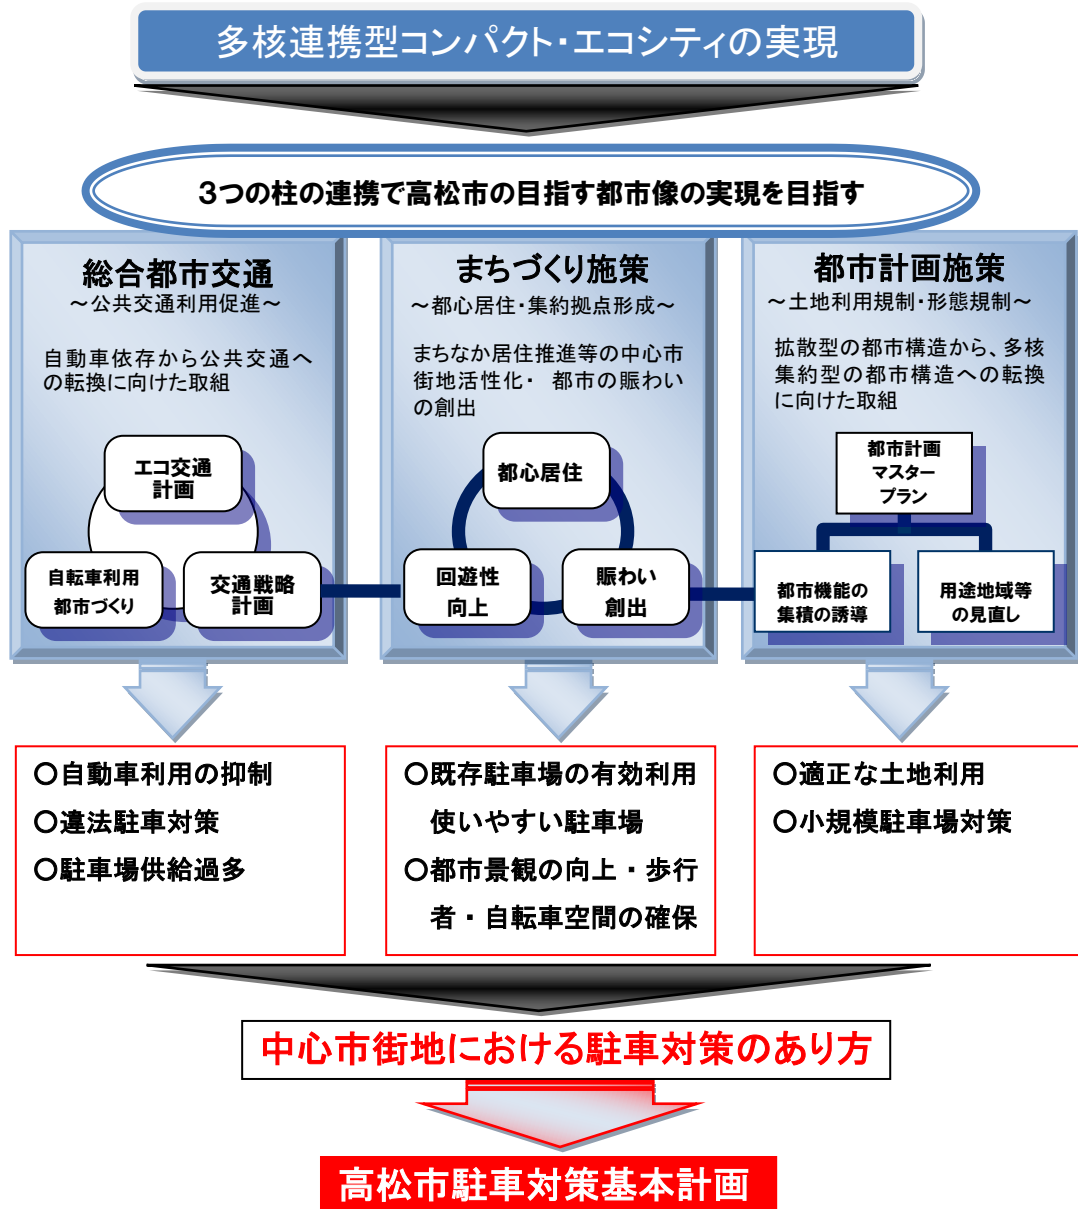 多核連携型コンパクト・エコシティの実現
３つの柱の連携で高松市の目指す都市像の実現を目指す
総合都市交通
～公共交通利用促進～
自動車依存から公共交通へ
の転換に向けた取組
エコ交通
計画
自転車利用
都市づくり
交通戦略
計画
まちづくり施策
～都心居住・集約拠点形成～
まちなか居住推進等の中心市
街地活性化・ 都市の賑わい
の創出
都心居住
回遊性
向上
賑わい
創出
都市計画施策
～土地利用規制・形態規制～
拡散型の都市構造から、多核
集約型の都市構造への転換
に向けた取組
都市計画
マスター
プラン
都市機能の
集積の誘導
用途地域等
の見直し
○自動車利用の抑制
○違法駐車対策
○駐車場供給過多
○既存駐車場の有効利用
使いやすい駐車場
○都市景観の向上・歩行
者・自転車空間の確保
○適正な土地利用
○小規模駐車場対策
中心市街地における駐車対策のあり方
高松市駐車対策基本計画